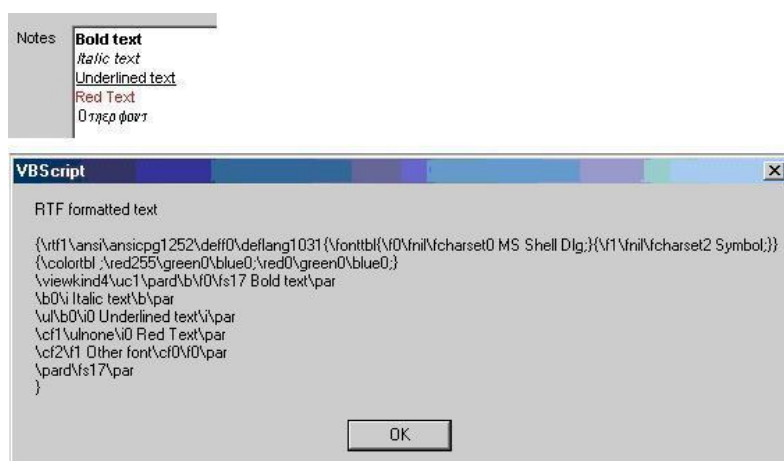 Notes
Bold text
Italic text
Underlined text
Red Text
Οτηερ φοντ
VBScript
RTF formatted text
{\rtf1\ansi\ansicpg1252\deff0\deflang1031{\fonttbl{\f0\fnil\fcharset0 MS Shell Dlg;}{\f1\fnil\fcharset2 Symbol;}}
{\colortbl ;\red255\green0\blue0;\red0\green0\blue0;}
\viewkind4\uc1\pard\b\f0\fs17 Bold text\par
\b0\i Italic text\b\par
\ul\b0\i0 Underlined text\i\par
\cf1\ulnone\i0 Red Text\par
\cf2\f1 Other font\cf0\f0\par
\pard\fs17\par
}
OK